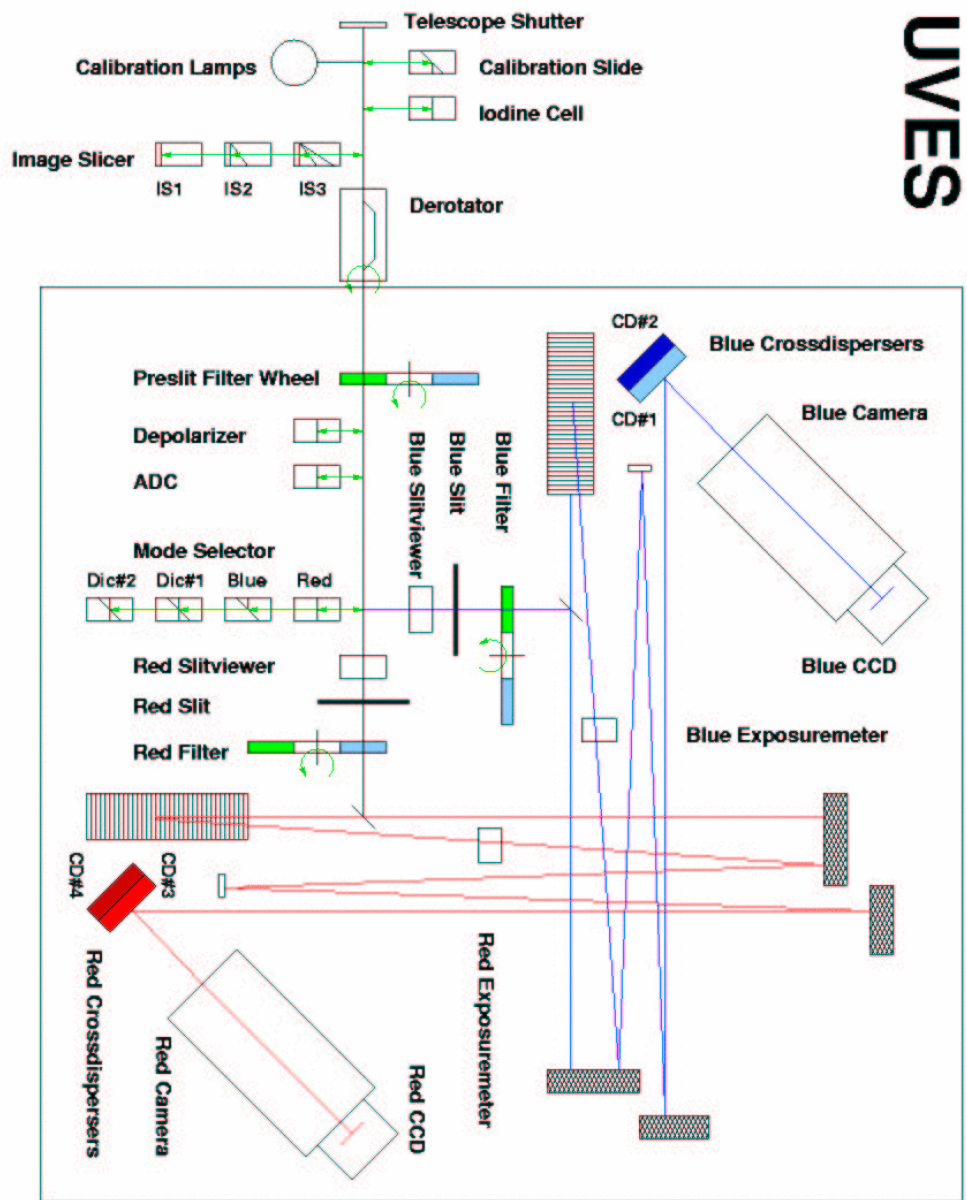 UVES
Telescope Shutter
Calibration Lamps
Calibration Slide
Iodine Cell
Image Slicer
IS1
IS2
IS3
Derotator
CD#2
Blue Crossdispersers
Preslit Filter Wheel
CD#1
Blue Camera
Depolarizer
ADC
Blue Slitviewer
Blue Slit
Blue Filter
Mode Selector
Dic#2
Dic#1
Blue
Red
Red Slitviewer
Blue CCD
Red Slit
Blue Exposuremeter
Red Filter
CD#4
CD#3
Red Crossdispersers
Red Camera
Red CCD
Red Exposuremeter